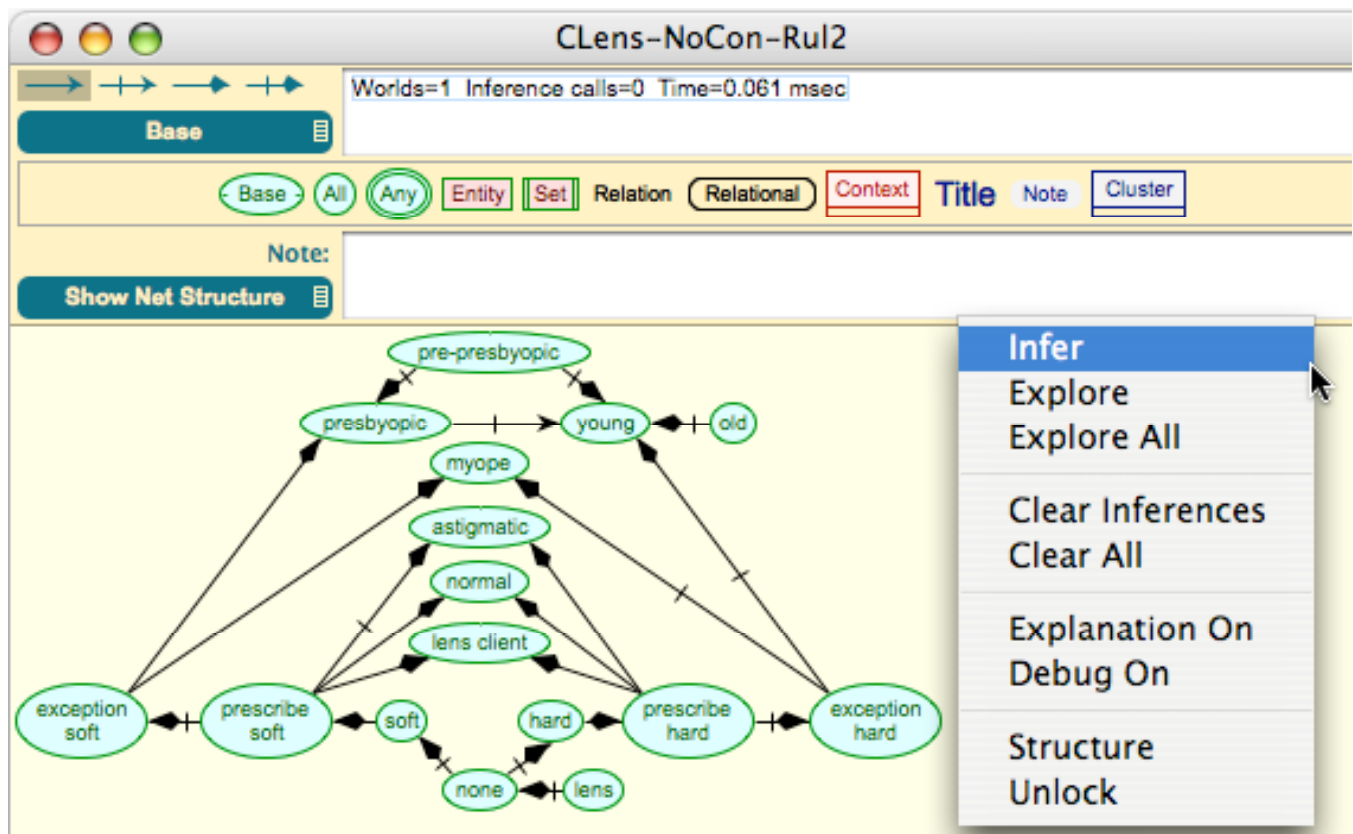 CLens-NoCon-Rul2
Worlds=1 Inference calls=0 Time=0.061 msec
Base
Base All Any Entity Set Relation Relational Context Title Note Cluster
Note:
Show Net Structure
Infer
Explore
Explore All
Clear Inferences
Clear All
Explanation On
Debug On
Structure
Unlock
pre-presbyopic
presbyopic
young
old
myope
astigmatic
normal
lens client
exception
soft
prescribe
soft
soft
hard
prescribe
hard
exception
hard
none
lens